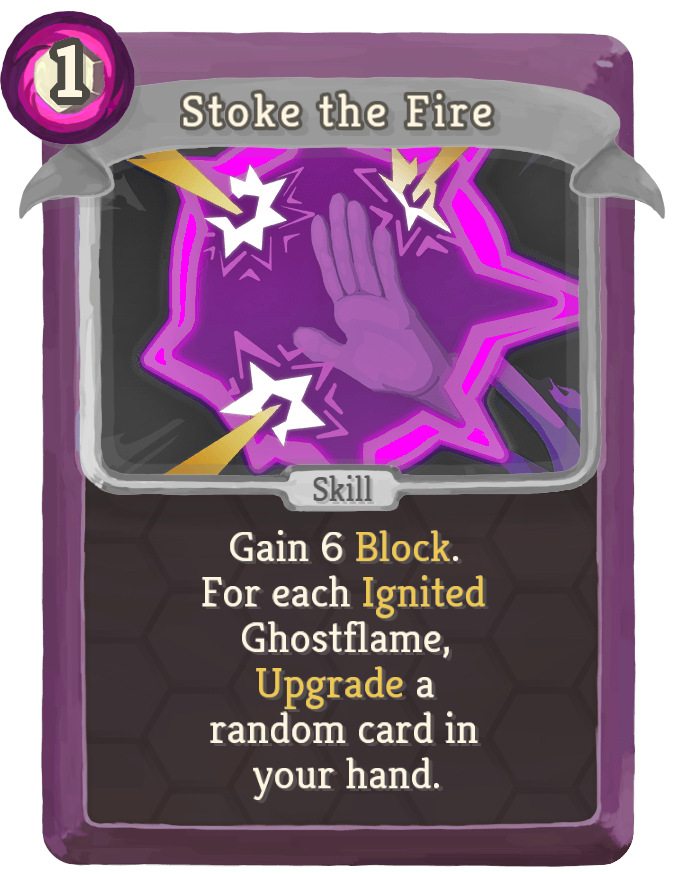 1
Stoke the Fire
Skill
Gain 6 Block.
For each Ignited
Ghostflame,
Upgrade a
random card in
your hand.